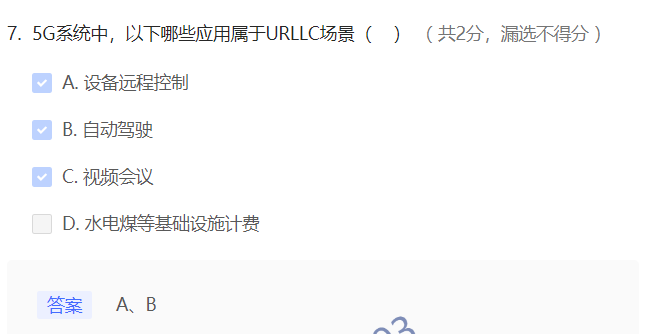 7. 5G系统中，以下哪些应用属于URLLC场景（　）（共2分，漏选不得分）
A. 设备远程控制
B. 自动驾驶
C. 视频会议
D. 水电煤等基础设施计费
答案 A、B